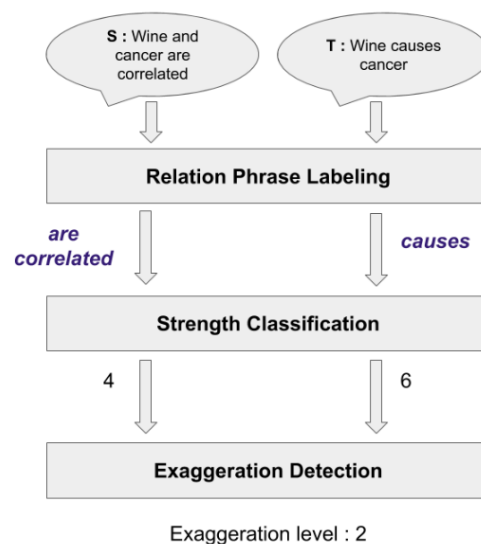 S : Wine and
cancer are
correlated
T : Wine causes
cancer
Relation Phrase Labeling
are
correlated
causes
Strength Classification
4
6
Exaggeration Detection
Exaggeration level : 2